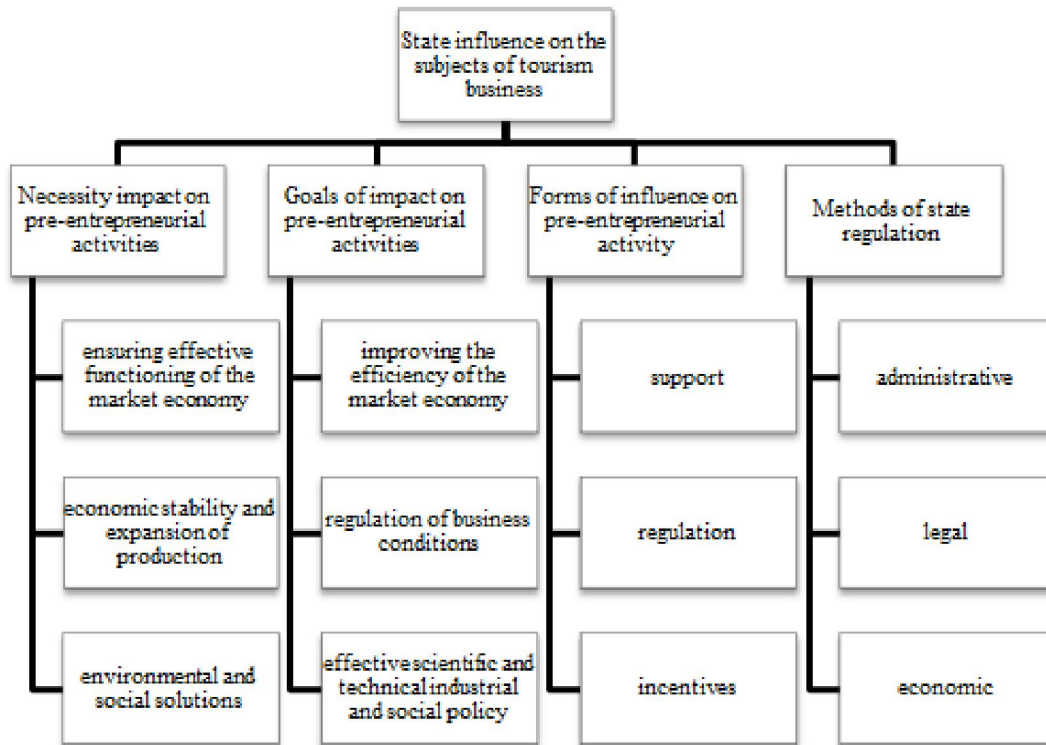 State influence on the
subjects of tourism
business
Necessity impact on
pre-entrepreneurial
activities
Goals of impact on
pre-entrepreneurial
activities
Forms of influence on
pre-entrepreneurial
activity
Methods of state
regulation
ensuring effective
functioning of the
market economy
improving the
efficiency of the
market economy
support
administrative
economic stability and
expansion of
production
regulation of business
conditions
regulation
legal
environmental and
social solutions
effective scientific and
technical industrial
and social policy
incentives
economic